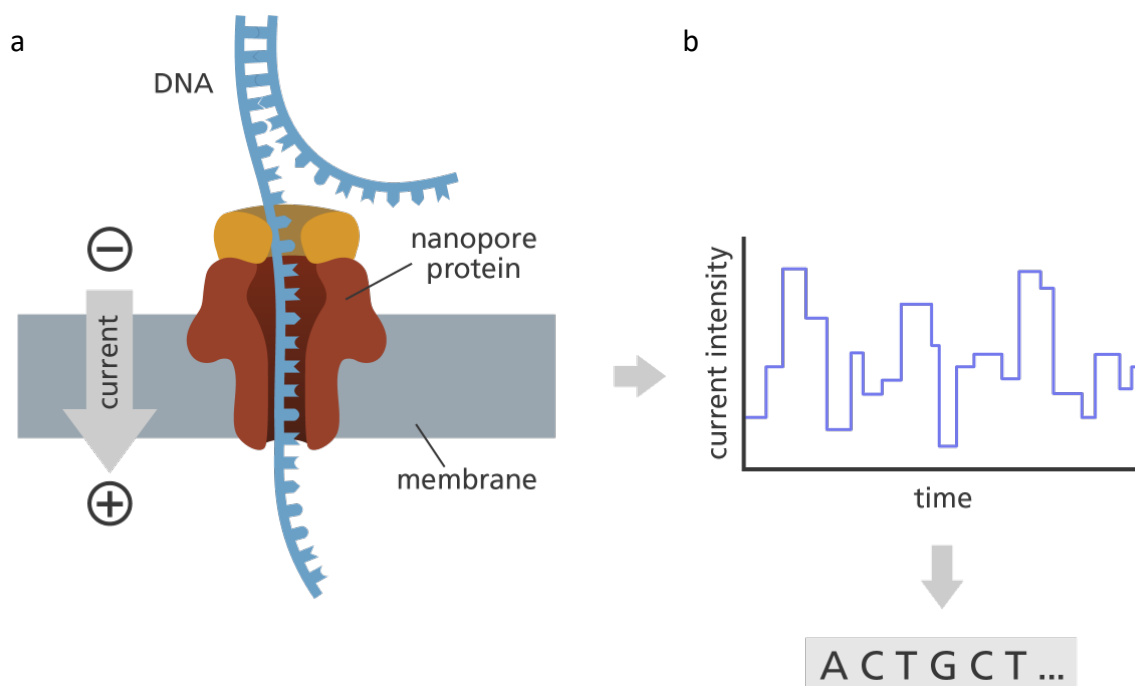 a
DNA
nanopore
protein
−
current
+
membrane
b
current intensity
time
A C T G C T ...